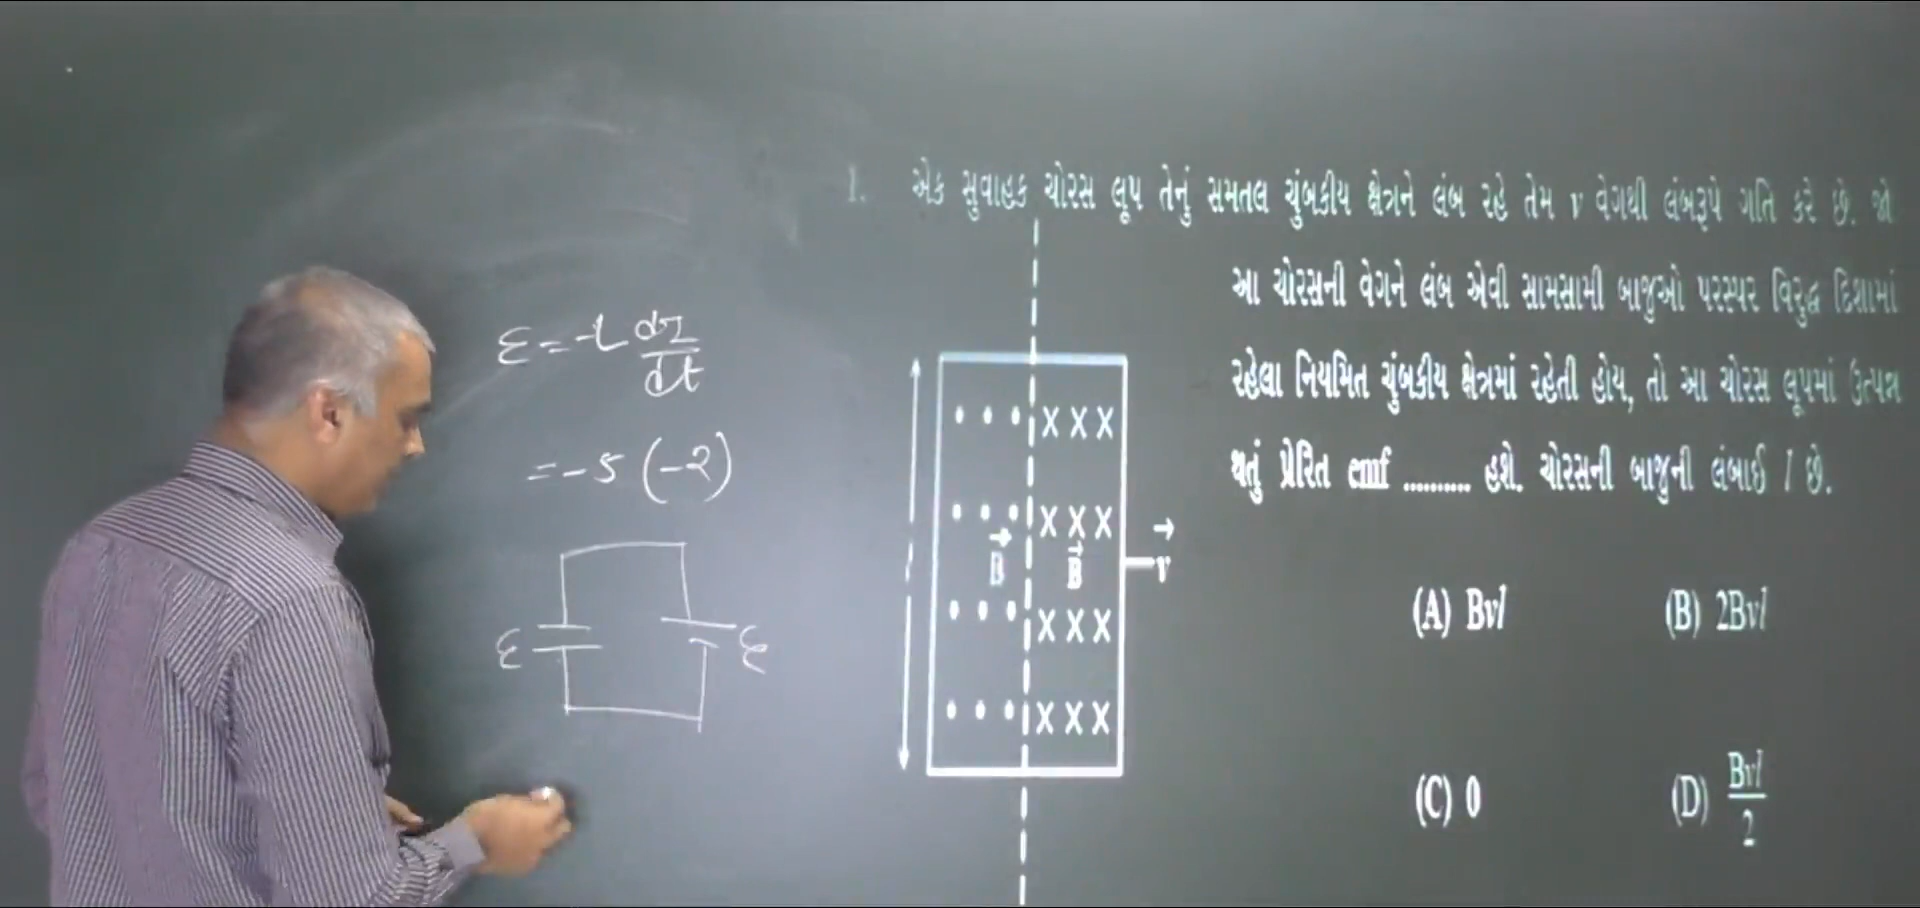 1. એક સુવાહક ચોરસ લૂપ તેનું સમતલ ચુંબકીય ક્ષેત્રને લંબ રહે તેમ v વેગથી લંબરૂપે ગતિ કરે છે. જો
આ ચોરસની વેગને લંબ એવી સામસામી બાજુઓ પરસ્પર વિરુદ્ધ દિશામાં
રહેલા નિયમિત ચુંબકીય ક્ષેત્રમાં રહેતી હોય, તો આ ચોરસ લૂપમાં ઉત્પન્ન
થતું પ્રેરિત emf .......... હશે. ચોરસની બાજુની લંબાઈ l છે.
(A) Bvl (B) 2Bvl
(C) 0 (D) Bvl/2
ε = -L dI/dt
= -5 (-2)
ε ε
• • • X X X
• • • X X X
B⃗ B⃗ v⃗
• • • X X X
• • • X X X